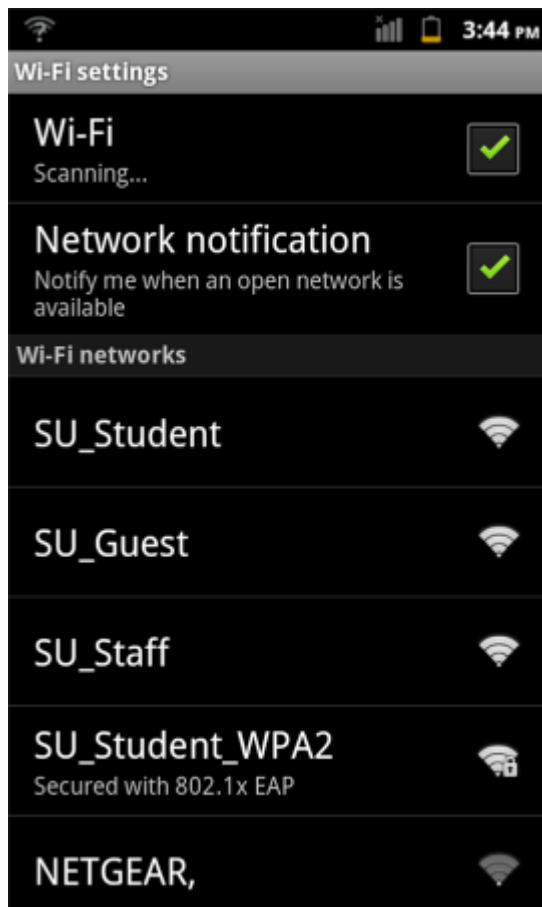 3:44 PM
Wi-Fi settings
Wi-Fi
Scanning...
Network notification
Notify me when an open network is
available
Wi-Fi networks
SU_Student
SU_Guest
SU_Staff
SU_Student_WPA2
Secured with 802.1x EAP
NETGEAR,